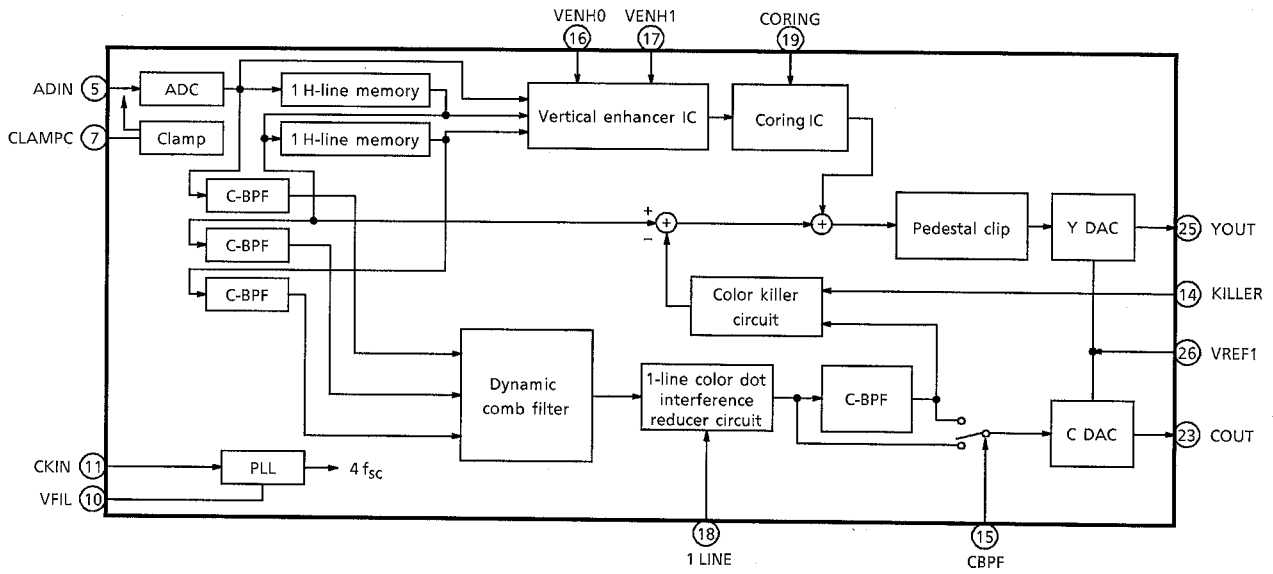 VENH0 VENH1 CORING
16 17 19
ADIN 5 ADC 1 H-line memory
Vertical enhancer IC Coring IC
CLAMPC 7 Clamp 1 H-line memory
C-BPF
+
−
+
+
Pedestal clip Y DAC 25 YOUT
C-BPF
C-BPF
Color killer
circuit
14 KILLER
26 VREF1
Dynamic
comb filter
1-line color dot
interference
reducer circuit
C-BPF
C DAC 23 COUT
CKIN 11 PLL 4 fsc
VFIL 10
18
1 LINE
15
CBPF